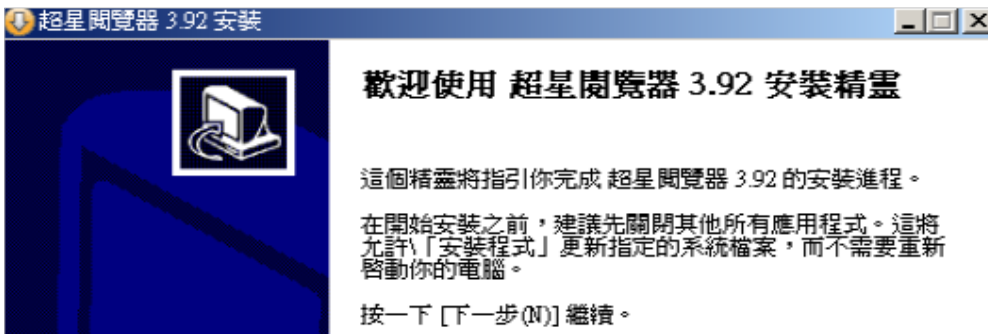 超星閱覽器 3.92 安裝
歡迎使用 超星閱覽器 3.92 安裝精靈
這個精靈將指引你完成 超星閱覽器 3.92 的安裝進程。
在開始安裝之前，建議先關閉其他所有應用程式。這將
允許\「安裝程式」更新指定的系統檔案，而不需要重新
啓動你的電腦。
按一下 [下一步(N)] 繼續。